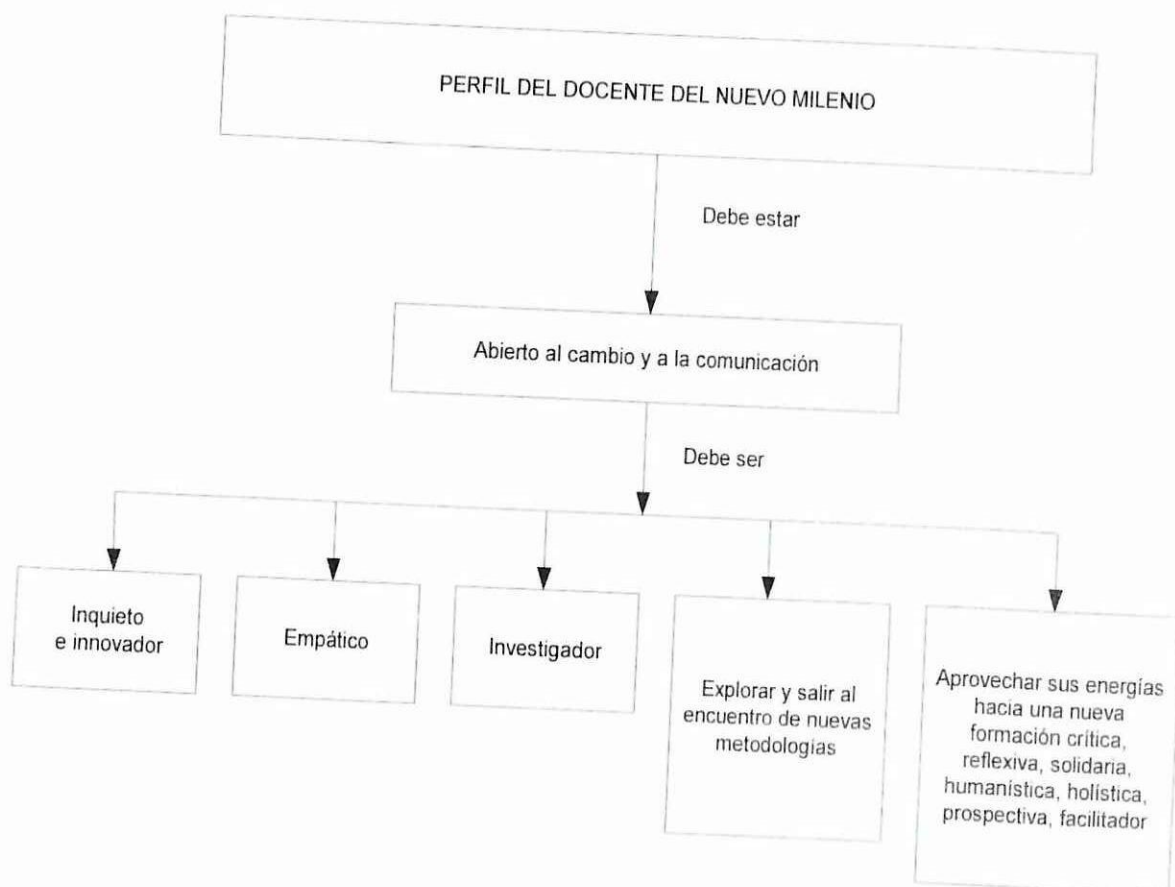 PERFIL DEL DOCENTE DEL NUEVO MILENIO
Debe estar
Abierto al cambio y a la comunicación
Debe ser
Inquieto
e innovador
Empático
Investigador
Explorar y salir al
encuentro de nuevas
metodologías
Aprovechar sus energías
hacia una nueva
formación crítica,
reflexiva, solidaria,
humanística, holística,
prospectiva, facilitador